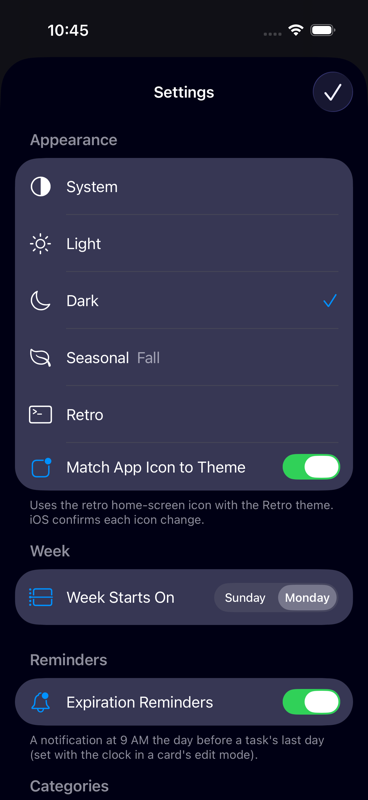 10:45
Settings
Appearance
System
Light
Dark
Seasonal Fall
Retro
Match App Icon to Theme
Uses the retro home-screen icon with the Retro theme.
iOS confirms each icon change.
Week
Week Starts On Sunday Monday
Reminders
Expiration Reminders
A notification at 9 AM the day before a task's last day
(set with the clock in a card's edit mode).
Categories